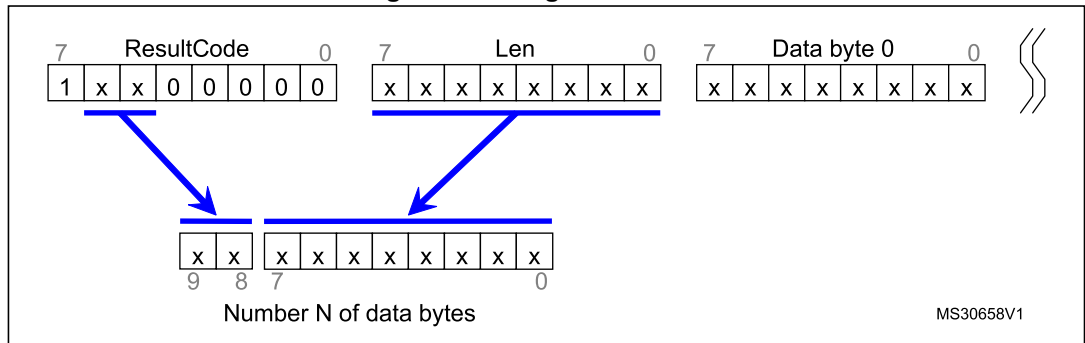 7 ResultCode 0 7 Len 0 7 Data byte 0 0
1 x x 0 0 0 0 0 x x x x x x x x x x x x x x x x
x x x x x x x x x x
9 8 7 0
Number N of data bytes
MS30658V1